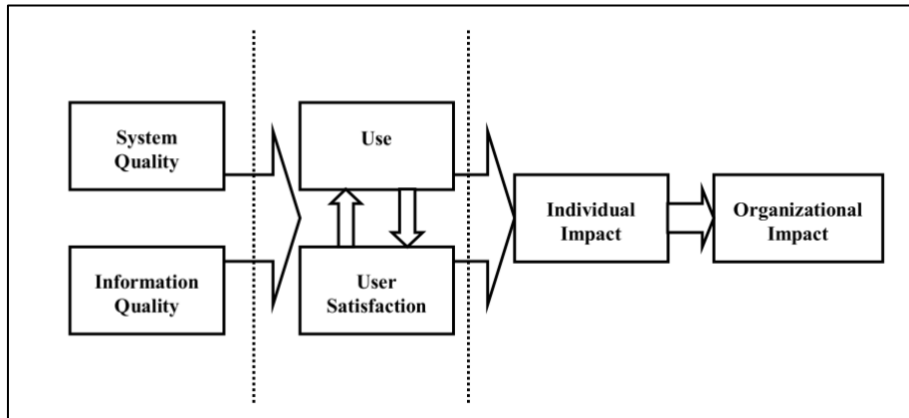 System
Quality
Use
Individual
Impact
Organizational
Impact
Information
Quality
User
Satisfaction